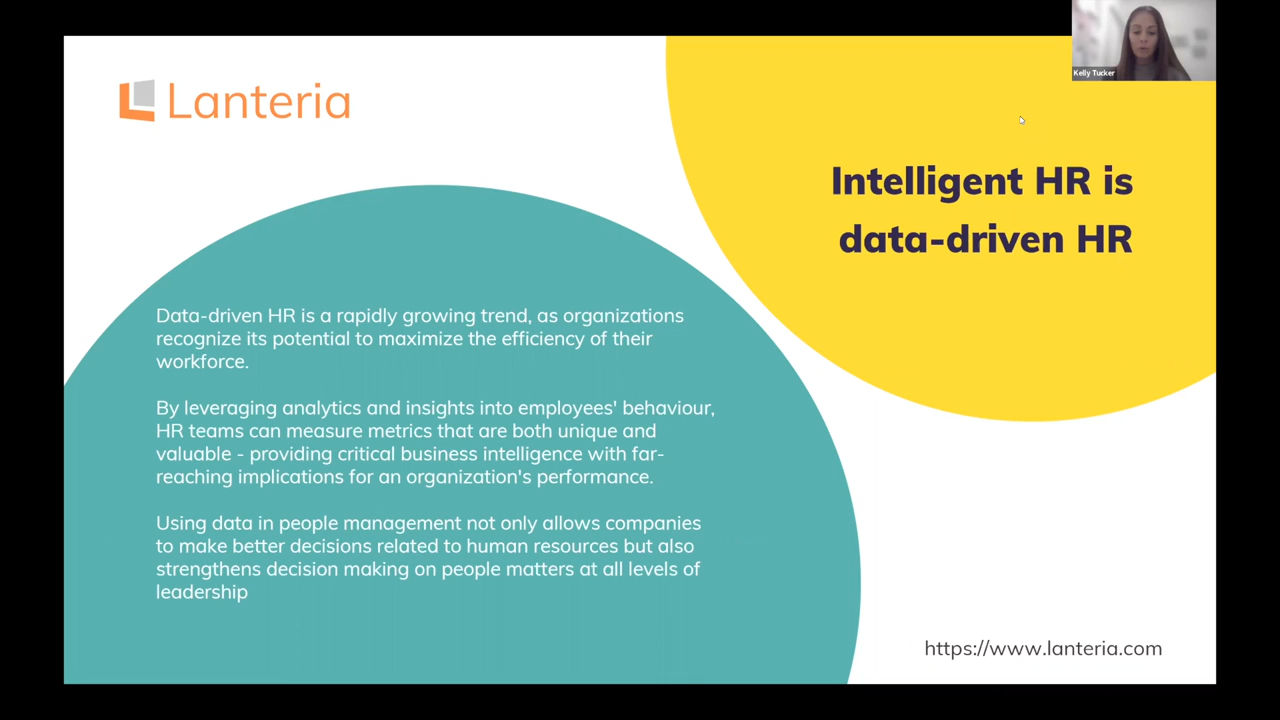 Kelly Tucker
Lanteria
Intelligent HR is
data-driven HR
Data-driven HR is a rapidly growing trend, as organizations
recognize its potential to maximize the efficiency of their
workforce.
By leveraging analytics and insights into employees' behaviour,
HR teams can measure metrics that are both unique and
valuable - providing critical business intelligence with far-
reaching implications for an organization's performance.
Using data in people management not only allows companies
to make better decisions related to human resources but also
strengthens decision making on people matters at all levels of
leadership
https://www.lanteria.com